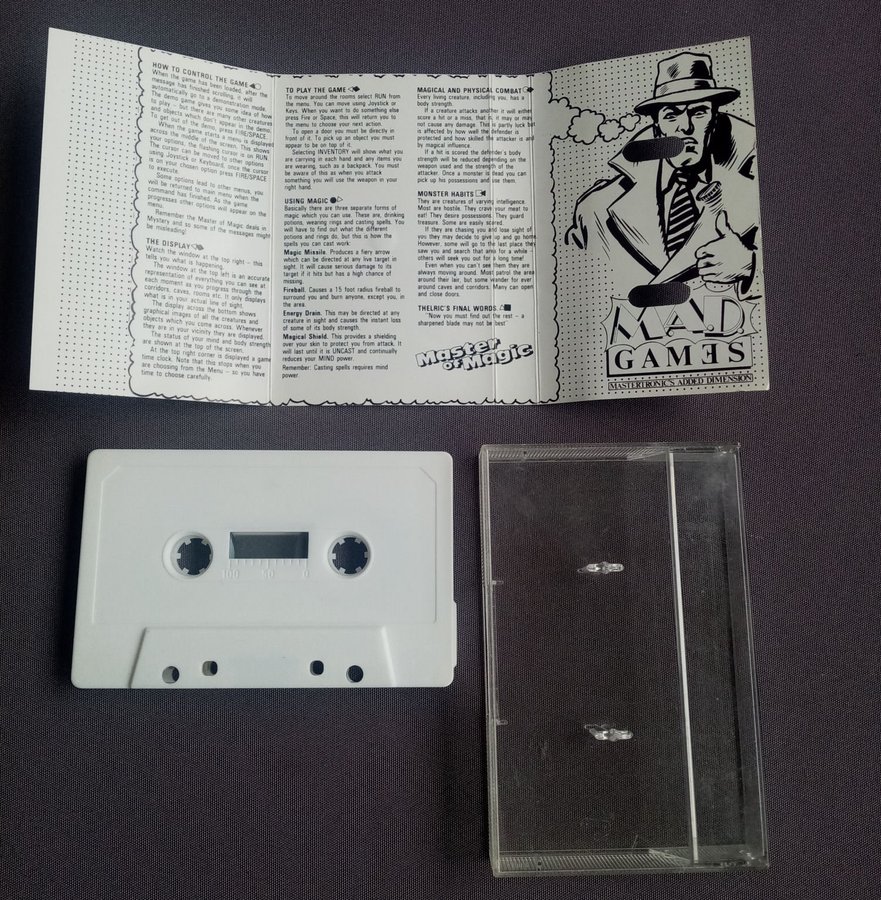 HOW TO CONTROL THE GAME
When the game has been loaded, after the
message has finished scrolling, it will
automatically go to a demonstration mode.
The demo game gives you some idea of how
to play - but there are many other creatures
and objects which don't appear in the demo.
To get out of the demo, press FIRE/SPACE
When the game starts a menu is displayed
across the middle of the screen. This shows
your options, the flashing cursor is on RUN.
The cursor can be moved to other options
using Joystick or Keyboard, once the cursor
is on your chosen option press FIRE/SPACE
to execute.
Some options lead to other menus, you
will be returned to main menu when the
command has finished. As the game
progresses other options will appear on the
menu.
Remember the Master of Magic deals in
Mystery and so some of the messages might
be misleading!
THE DISPLAY
Watch the window at the top right - this
tells you what is happening.
The window at the top left is an accurate
representation of everything you can see at
each moment as you progress through the
corridors, caves, rooms etc. It only displays
what is in your actual line of sight.
The display across the bottom shows
graphical images of all the creatures and
objects which you come across. Whenever
they are in your vicinity they are displayed.
The status of your mind and body strength
are shown at the top of the screen.
At the top right corner is displayed a game
time clock. Note that this stops when you
are choosing from the Menu - so you have
time to choose carefully.
TO PLAY THE GAME
To move around the rooms select RUN from
the menu. You can move using Joystick or
Keys. When you want to do something else
press Fire or Space, this will return you to
the menu to choose your next action.
To open a door you must be directly in
front of it. To pick up an object you must
appear to be on top of it.
Selecting INVENTORY will show what you
are carrying in each hand and any items you
are wearing, such as a backpack. You must
be aware of this as when you attack
something you will use the weapon in your
right hand.
USING MAGIC
Basically there are three separate forms of
magic which you can use. These are, drinking
potions, wearing rings and casting spells. You
will have to find out what the different
potions and rings do, but this is how the
spells you can cast work:
Magic Missile. Produces a fiery arrow
which can be directed at any live target in
sight. It will cause serious damage to its
target if it hits but has a high chance of
missing.
Fireball. Causes a 15 foot radius fireball to
surround you and burn anyone, except you, in
the area.
Energy Drain. This may be directed at any
creature in sight and causes the instant loss
of some of its body strength.
Magical Shield. This provides a shielding
over your skin to protect you from attack. It
will last until it is UNCAST and continually
reduces your MIND power.
Remember: Casting spells requires mind
power.
MAGICAL AND PHYSICAL COMBAT
Every living creature, including you, has a
body strength.
If a creature attacks another it will either
score a hit or a miss, that is, it may or may
not cause any damage. This is partly luck but
is affected by how well the defender is
protected and how skilled the attacker is and
by magical influence.
If a hit is scored the defender's body
strength will be reduced depending on the
weapon used and the strength of the
attacker. Once a monster is dead you can
pick up his possessions and use them.
MONSTER HABITS
They are creatures of varying intelligence.
Most are hostile. They crave your meat to
eat! They desire possessions. They guard
treasure. Some are easily scared.
If they are chasing you and lose sight of
you they may decide to give up and go home.
However, some will go to the last place they
saw you and search that area for a while -
others will seek you out for a long time!
Even when you can't see them they are
always moving around. Most patrol the area
around their lair, but some wander for ever
around caves and corridors. Many can open
and close doors.
THELRIC'S FINAL WORDS
"Now you must find out the rest - a
sharpened blade may not be best"
Master
of Magic
M.A.D
GAMES
MASTERTRONIC'S ADDED DIMENSION
100 50 0